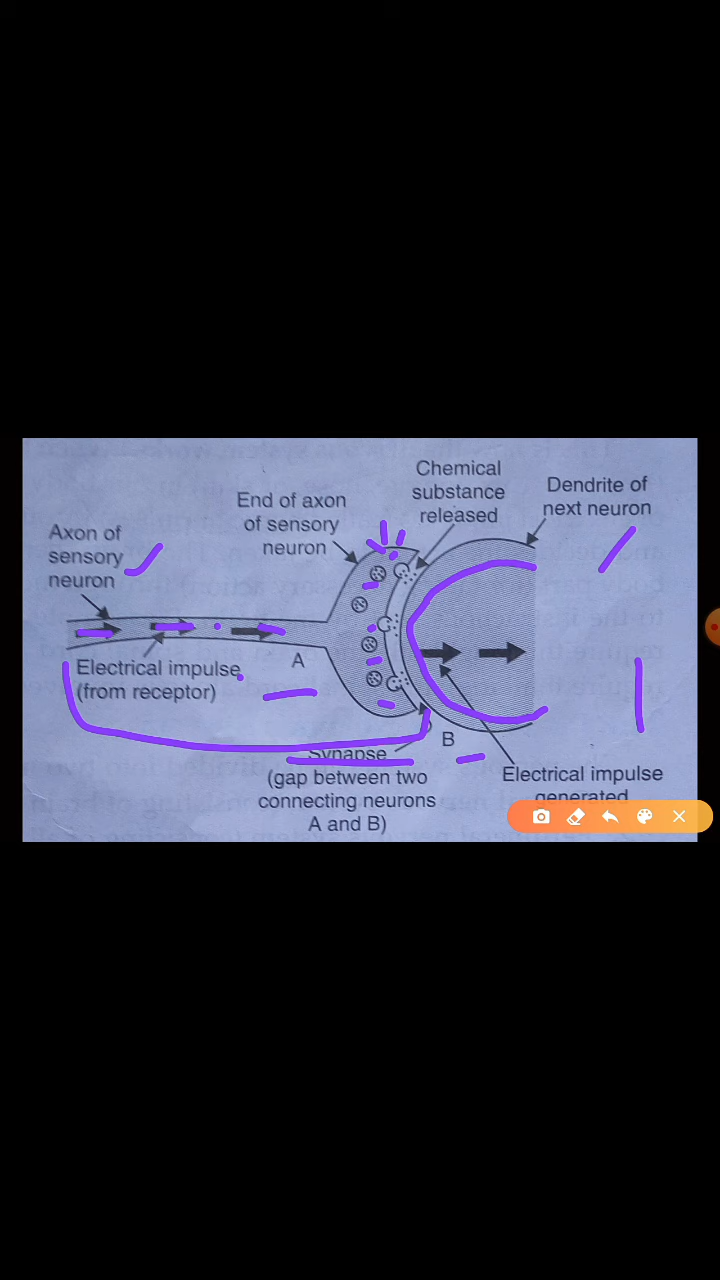 Chemical
substance
released
Dendrite of
next neuron
End of axon
of sensory
neuron
Axon of
sensory
neuron
A
Electrical impulse
(from receptor)
B
Synapse
(gap between two
connecting neurons
A and B)
Electrical impulse
generated